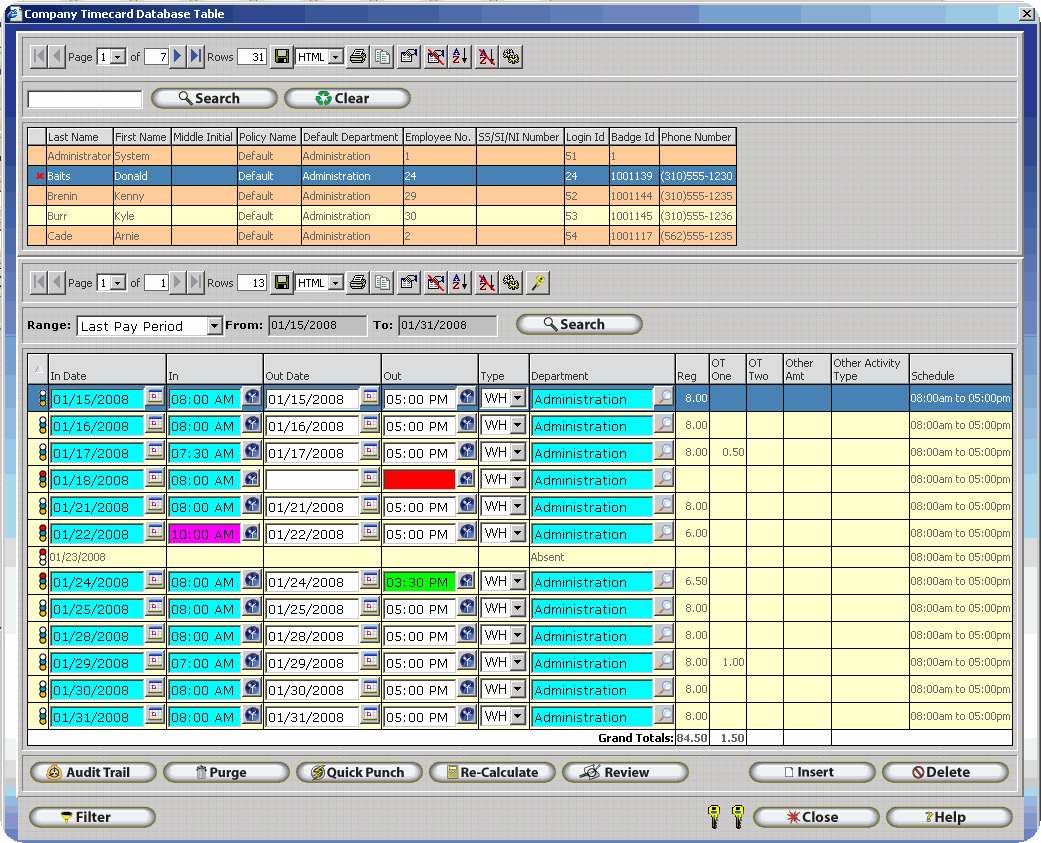 Company Timecard Database Table
Page 1 of 7 Rows 31 HTML
Search Clear
Last Name First Name Middle Initial Policy Name Default Department Employee No. SS/SI/NI Number Login Id Badge Id Phone Number
Administrator System Default Administration 1 51 1
Baits Donald Default Administration 24 24 1001139 (310)555-1230
Brenin Kenny Default Administration 29 52 1001144 (310)555-1235
Burr Kyle Default Administration 30 53 1001145 (310)555-1236
Cade Arnie Default Administration 2 54 1001117 (562)555-1235
Page 1 of 1 Rows 13 HTML
Range: Last Pay Period From: 01/15/2008 To: 01/31/2008 Search
In Date In Out Date Out Type Department Reg OT One OT Two Other Amt Other Activity Type Schedule
01/15/2008 08:00 AM 01/15/2008 05:00 PM WH Administration 8.00 08:00am to 05:00pm
01/16/2008 08:00 AM 01/16/2008 05:00 PM WH Administration 8.00 08:00am to 05:00pm
01/17/2008 07:30 AM 01/17/2008 05:00 PM WH Administration 8.00 0.50 08:00am to 05:00pm
01/18/2008 08:00 AM WH Administration 08:00am to 05:00pm
01/21/2008 08:00 AM 01/21/2008 05:00 PM WH Administration 8.00 08:00am to 05:00pm
01/22/2008 10:00 AM 01/22/2008 05:00 PM WH Administration 6.00 08:00am to 05:00pm
01/23/2008 Absent 08:00am to 05:00pm
01/24/2008 08:00 AM 01/24/2008 03:30 PM WH Administration 6.50 08:00am to 05:00pm
01/25/2008 08:00 AM 01/25/2008 05:00 PM WH Administration 8.00 08:00am to 05:00pm
01/28/2008 08:00 AM 01/28/2008 05:00 PM WH Administration 8.00 08:00am to 05:00pm
01/29/2008 07:00 AM 01/29/2008 05:00 PM WH Administration 8.00 1.00 08:00am to 05:00pm
01/30/2008 08:00 AM 01/30/2008 05:00 PM WH Administration 8.00 08:00am to 05:00pm
01/31/2008 08:00 AM 01/31/2008 05:00 PM WH Administration 8.00 08:00am to 05:00pm
Grand Totals: 84.50 1.50
Audit Trail Purge Quick Punch Re-Calculate Review Insert Delete
Filter Close Help